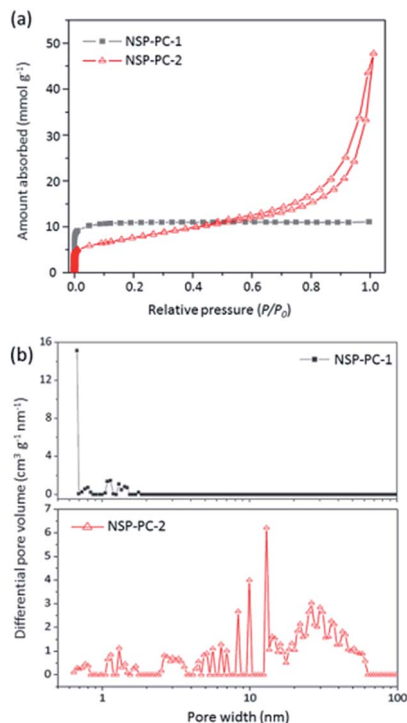 (a)
NSP-PC-1
NSP-PC-2
Amount absorbed (mmol g⁻¹)
50
40
30
20
10
0
0.0 0.2 0.4 0.6 0.8 1.0
Relative pressure (P/P₀)
(b)
NSP-PC-1
Differential pore volume (cm³ g⁻¹ nm⁻¹)
16
12
8
4
0
NSP-PC-2
7
6
5
4
3
2
1
0
1 10 100
Pore width (nm)